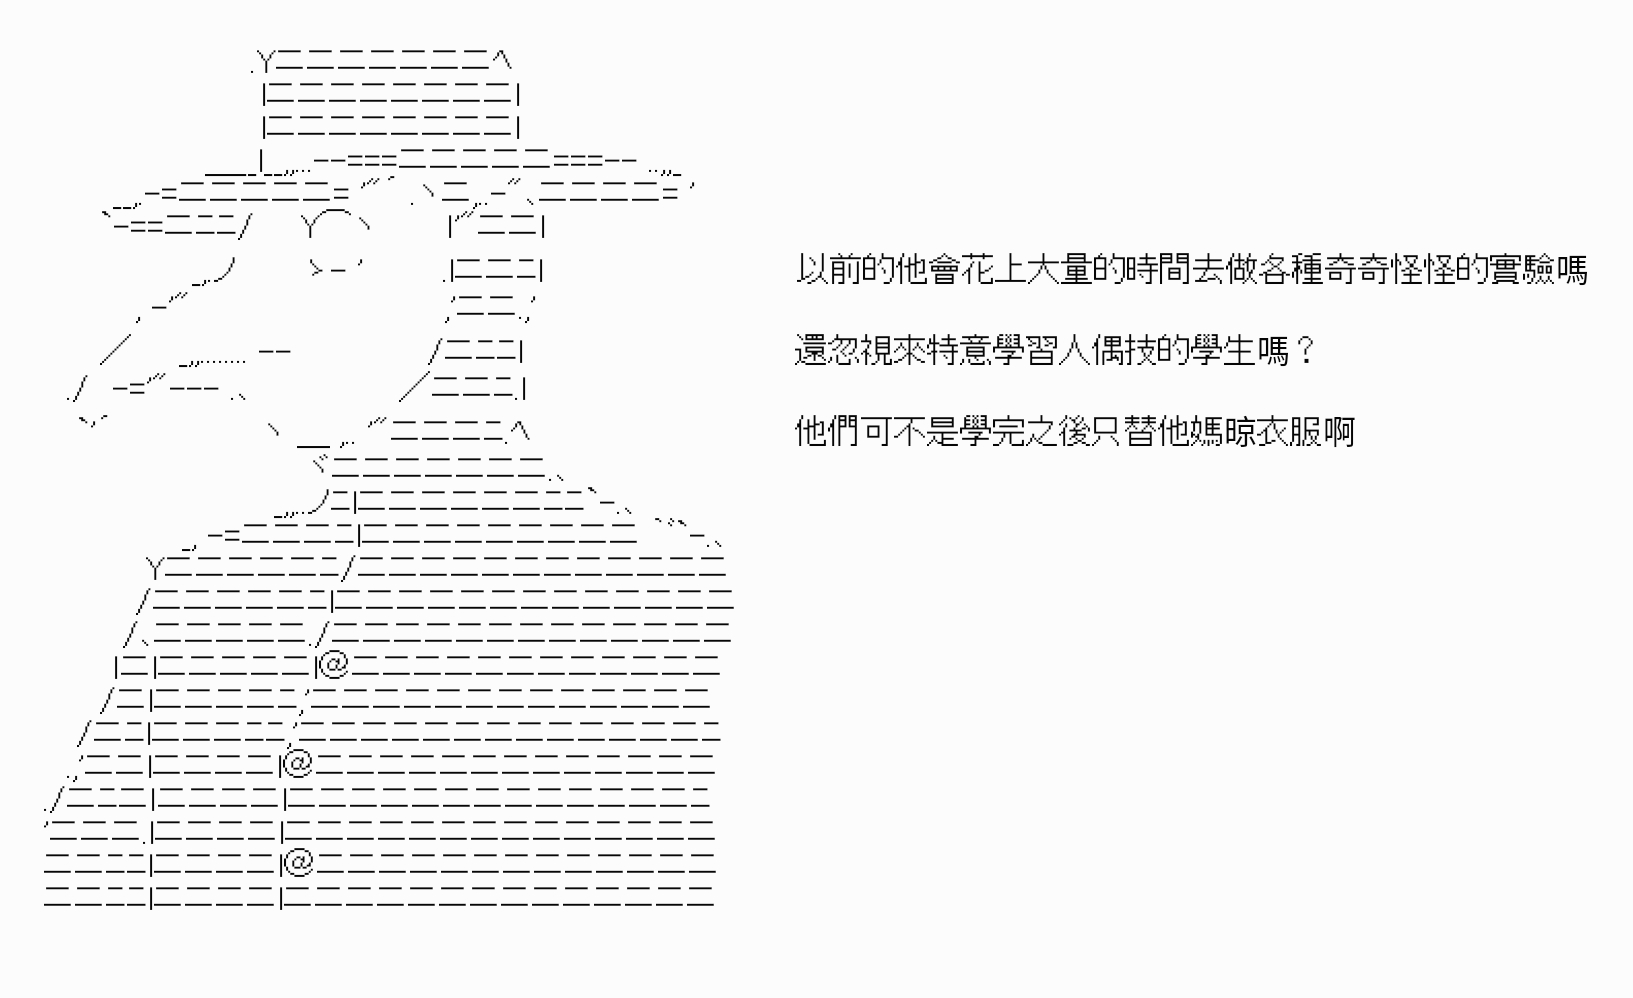 以前的他會花上大量的時間去做各種奇奇怪怪的實驗嗎
還忽視來特意學習人偶技的學生嗎？
他們可不是學完之後只替他媽晾衣服啊